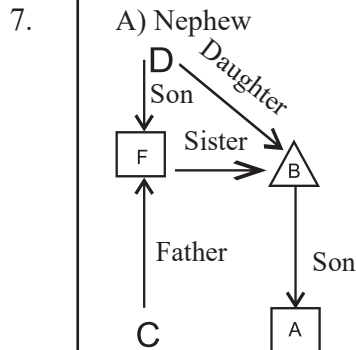 7.
A) Nephew
D
Daughter
Son
F
Sister
B
Father
Son
C
A